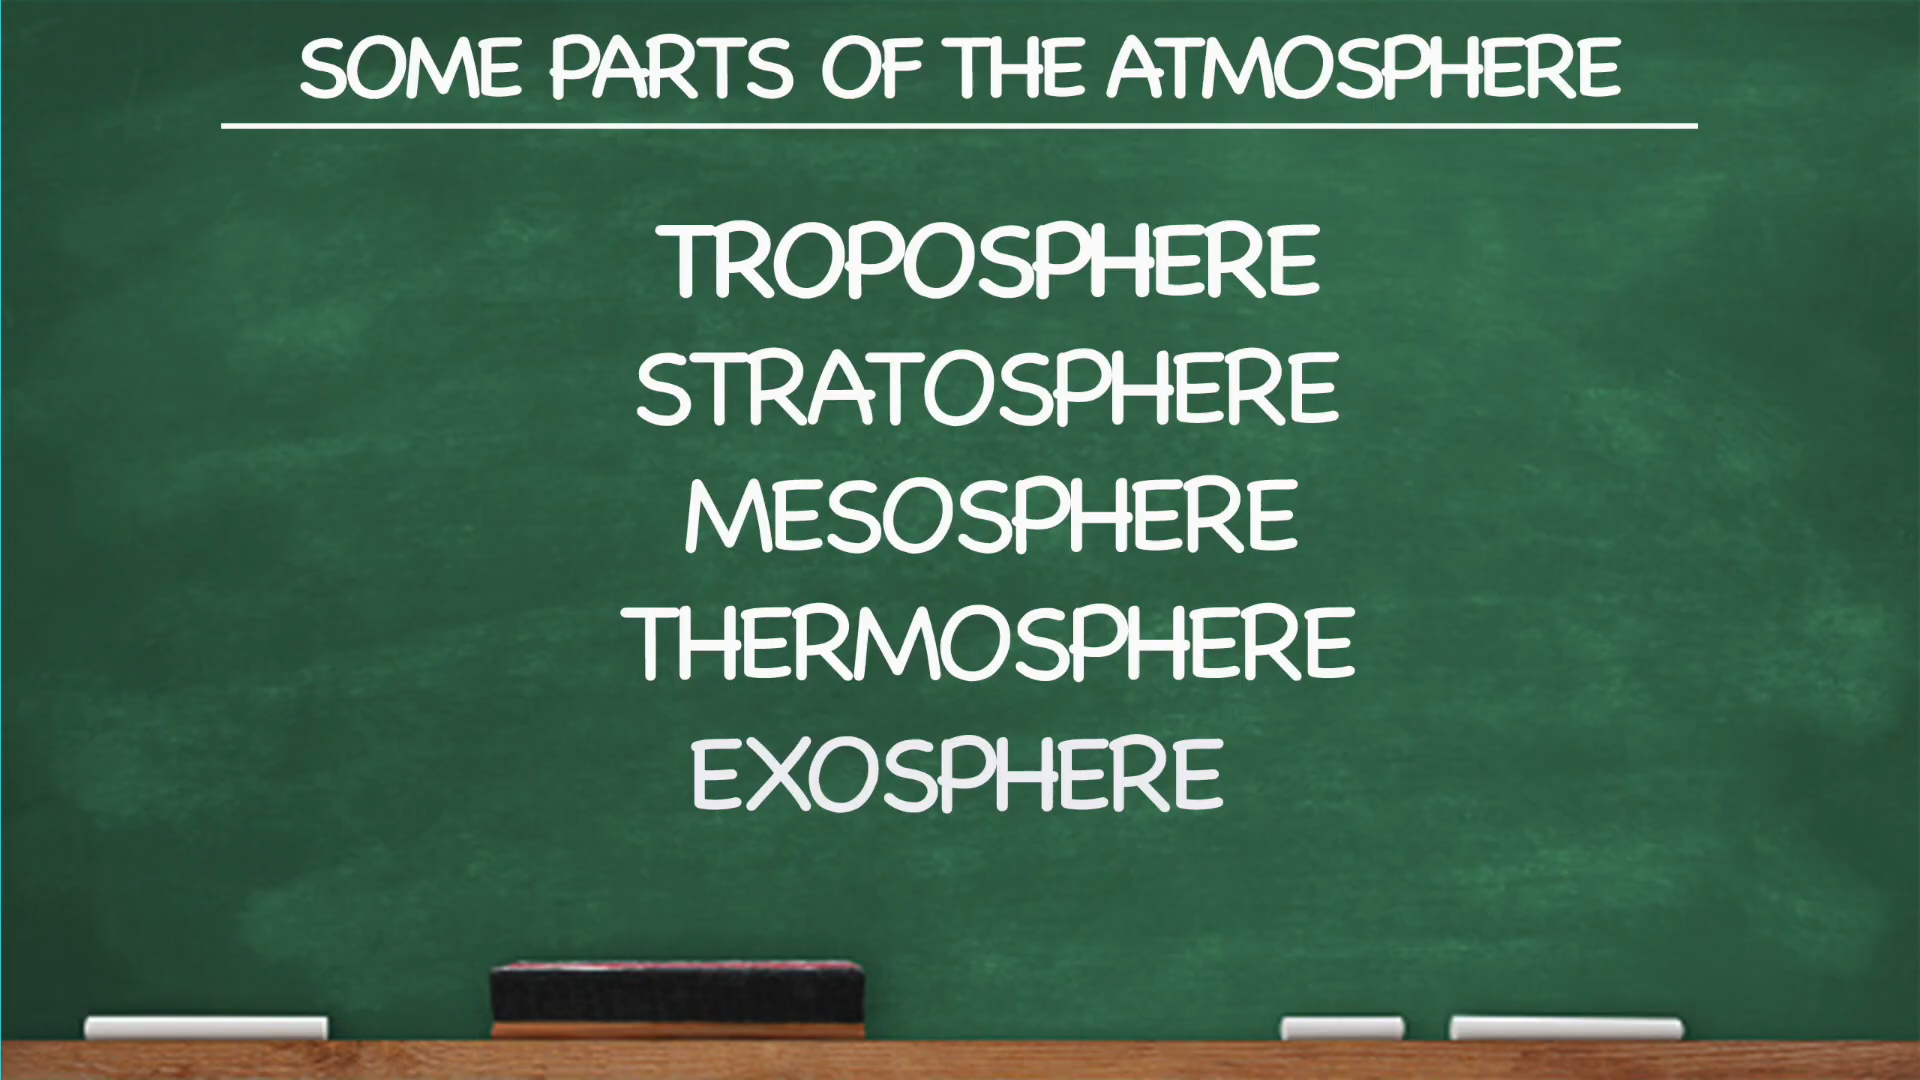 SOME PARTS OF THE ATMOSPHERE
TROPOSPHERE
STRATOSPHERE
MESOSPHERE
THERMOSPHERE
EXOSPHERE